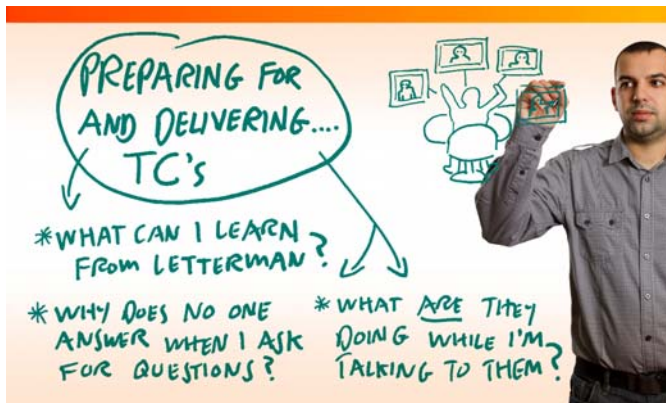 PREPARING FOR
AND DELIVERING....
TC's
*WHAT CAN I LEARN
FROM LETTERMAN?
*WHY DOES NO ONE
ANSWER WHEN I ASK
FOR QUESTIONS?
*WHAT ARE THEY
DOING WHILE I'M
TALKING TO THEM?